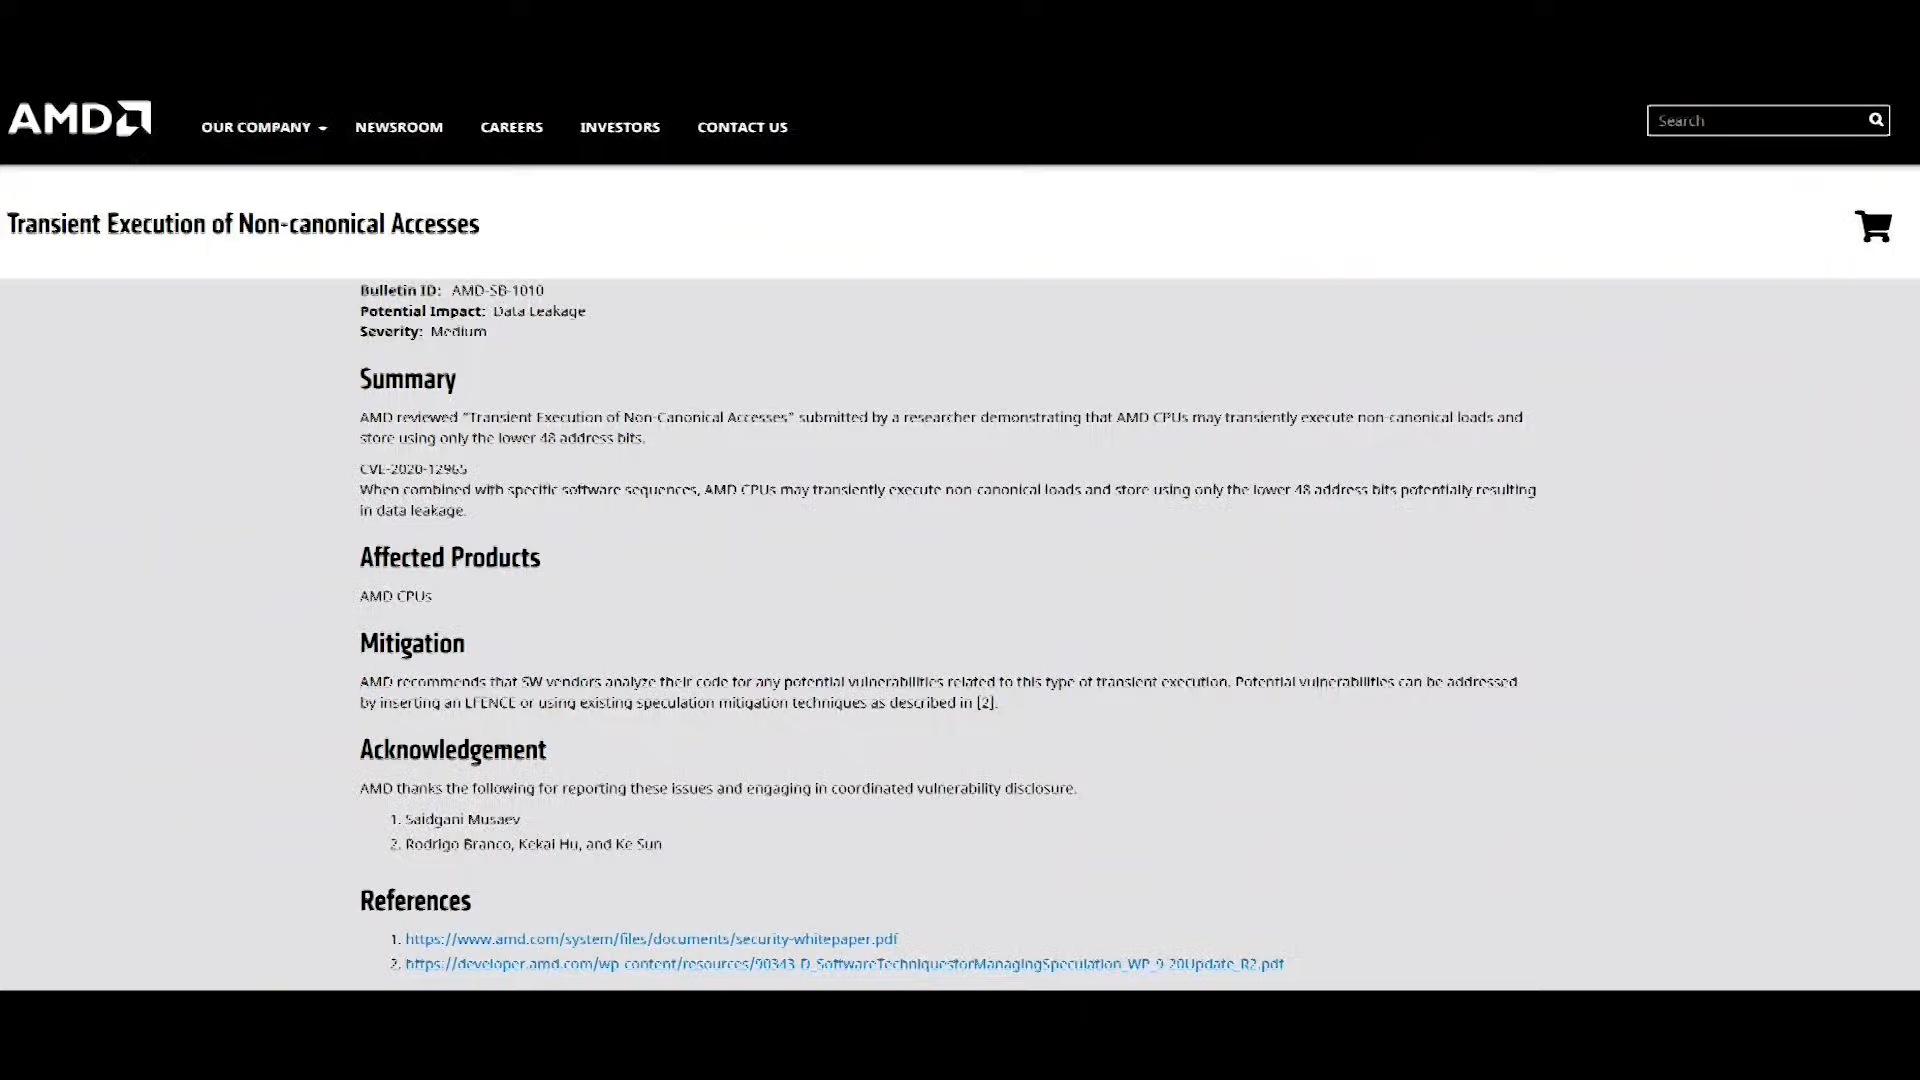 AMD
OUR COMPANY
NEWSROOM
CAREERS
INVESTORS
CONTACT US
Search
Transient Execution of Non-canonical Accesses
Bulletin ID: AMD-SB-1010
Potential Impact: Data Leakage
Severity: Medium
Summary
AMD reviewed "Transient Execution of Non-Canonical Accesses" submitted by a researcher demonstrating that AMD CPUs may transiently execute non-canonical loads and
store using only the lower 48 address bits.
CVE-2020-12965
When combined with specific software sequences, AMD CPUs may transiently execute non-canonical loads and store using only the lower 48 address bits potentially resulting
in data leakage.
Affected Products
AMD CPUs
Mitigation
AMD recommends that SW vendors analyze their code for any potential vulnerabilities related to this type of transient execution. Potential vulnerabilities can be addressed
by inserting an LFENCE or using existing speculation mitigation techniques as described in [2].
Acknowledgement
AMD thanks the following for reporting these issues and engaging in coordinated vulnerability disclosure.
1. Saidgani Musaev
2. Rodrigo Branco, Kekai Hu, and Ke Sun
References
1. https://www.amd.com/system/files/documents/security-whitepaper.pdf
2. https://developer.amd.com/wp-content/resources/90343-D_SoftwareTechniquesforManagingSpeculation_WP_9-20Update_R2.pdf